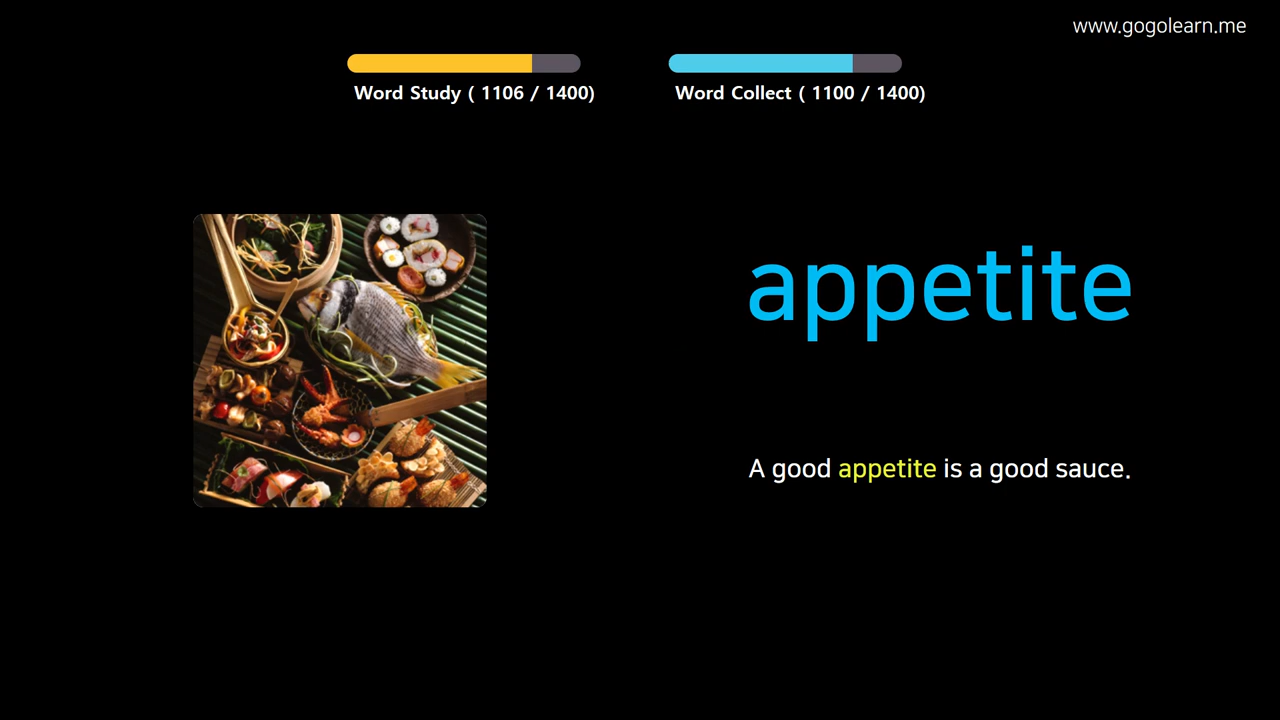 www.gogolearn.me
Word Study ( 1106 / 1400)
Word Collect ( 1100 / 1400)
appetite
A good appetite is a good sauce.